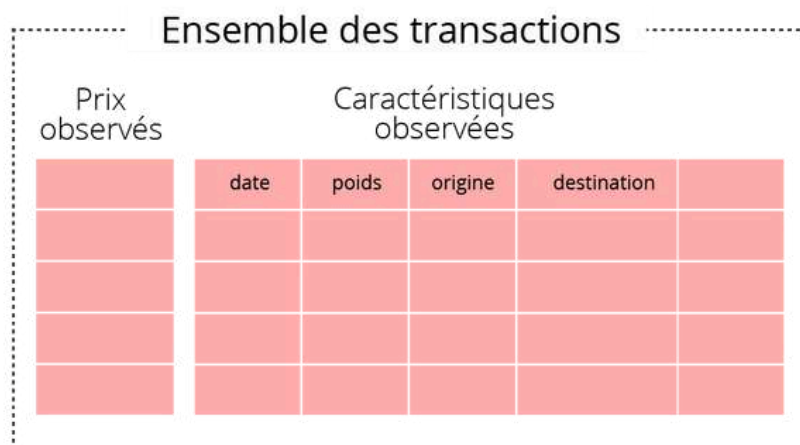 Ensemble des transactions
Prix
observés
Caractéristiques
observées
date poids origine destination